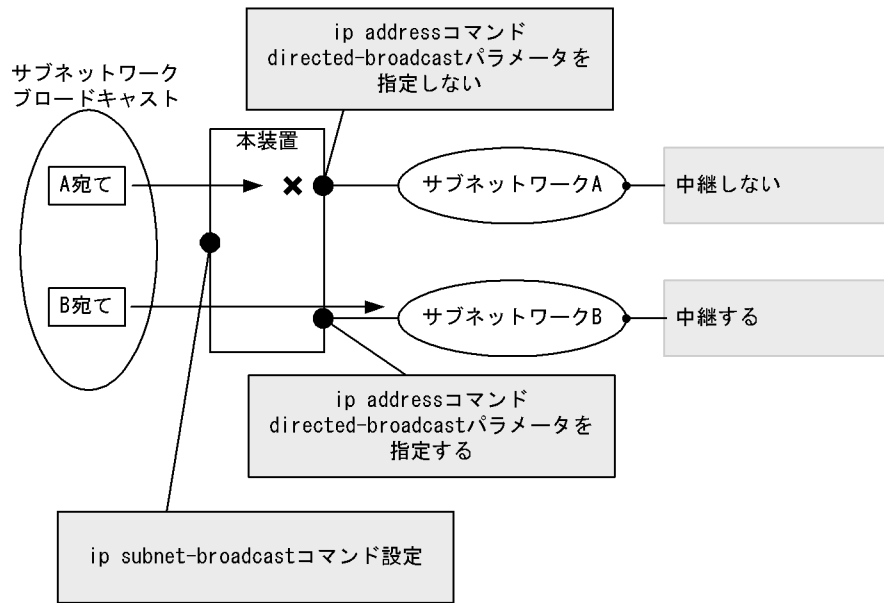 ip addressコマンド
directed-broadcastパラメータを
指定しない
サブネットワーク
ブロードキャスト
本装置
A宛て
サブネットワークA
中継しない
B宛て
サブネットワークB
中継する
ip addressコマンド
directed-broadcastパラメータを
指定する
ip subnet-broadcastコマンド設定